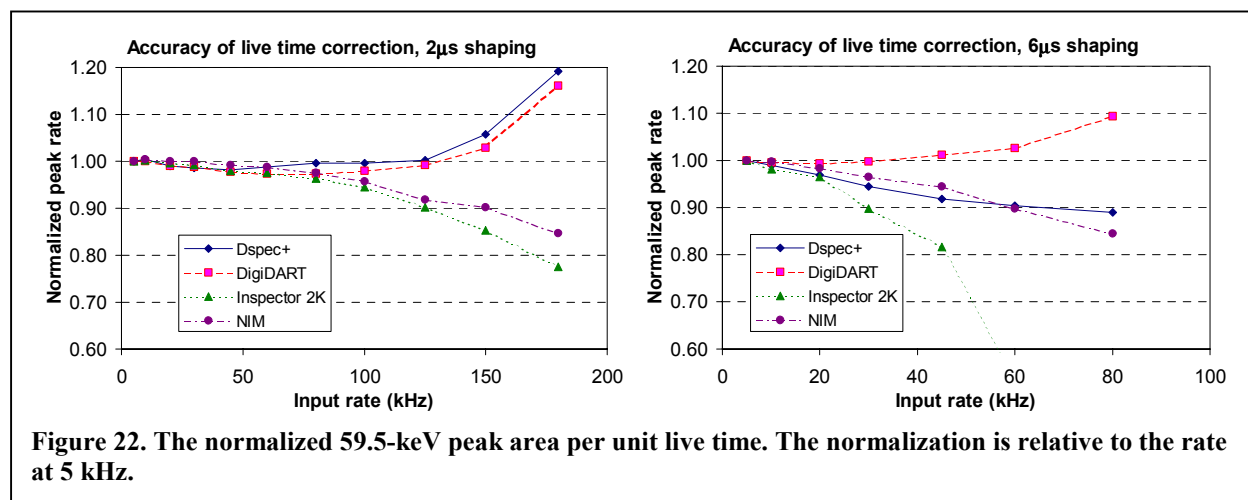 Accuracy of live time correction, 2µs shaping
1.20
1.10
1.00
0.90
0.80
0.70
0.60
Normalized peak rate
Dspec+
DigiDART
Inspector 2K
NIM
0 50 100 150 200
Input rate (kHz)
Accuracy of live time correction, 6µs shaping
1.20
1.10
1.00
0.90
0.80
0.70
0.60
Normalized peak rate
Dspec+
DigiDART
Inspector 2K
NIM
0 20 40 60 80 100
Input rate (kHz)
Figure 22. The normalized 59.5-keV peak area per unit live time. The normalization is relative to the rate
at 5 kHz.